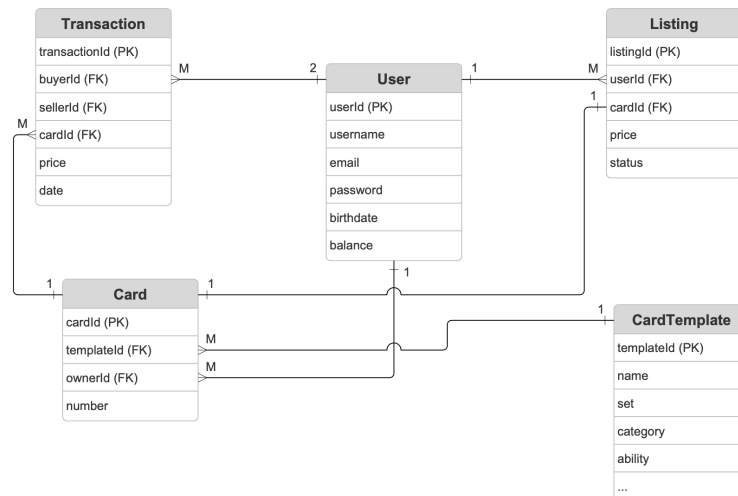 Transaction
transactionId (PK)
buyerId (FK)
sellerId (FK)
cardId (FK)
price
date
M
M
2
User
userId (PK)
username
email
password
birthdate
balance
1
1
M
1
Listing
listingId (PK)
userId (FK)
cardId (FK)
price
status
1
1
Card
cardId (PK)
templateId (FK)
ownerId (FK)
number
M
M
1
CardTemplate
templateId (PK)
name
set
category
ability
...